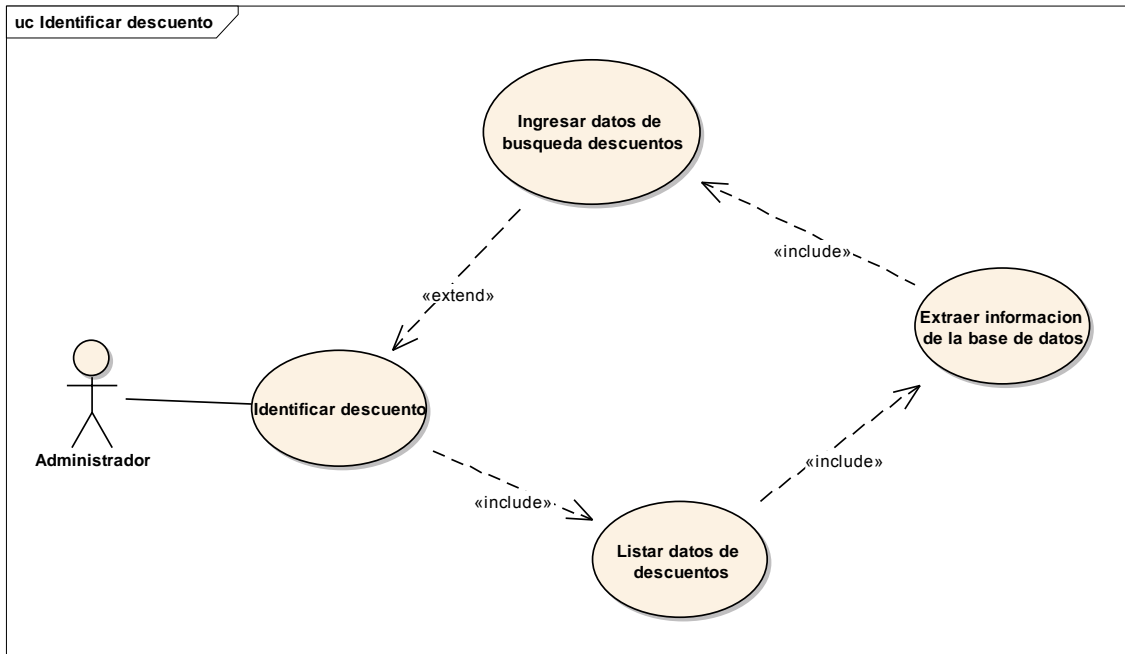 uc Identificar descuento
Ingresar datos de
busqueda descuentos
«include»
«extend»
Extraer informacion
de la base de datos
Identificar descuento
Administrador
«include»
«include»
Listar datos de
descuentos